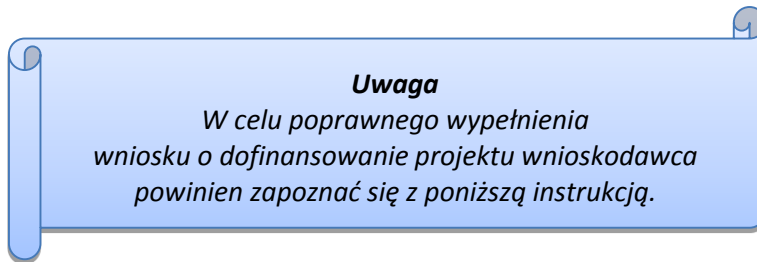 Uwaga
W celu poprawnego wypełnienia
wniosku o dofinansowanie projektu wnioskodawca
powinien zapoznać się z poniższą instrukcją.